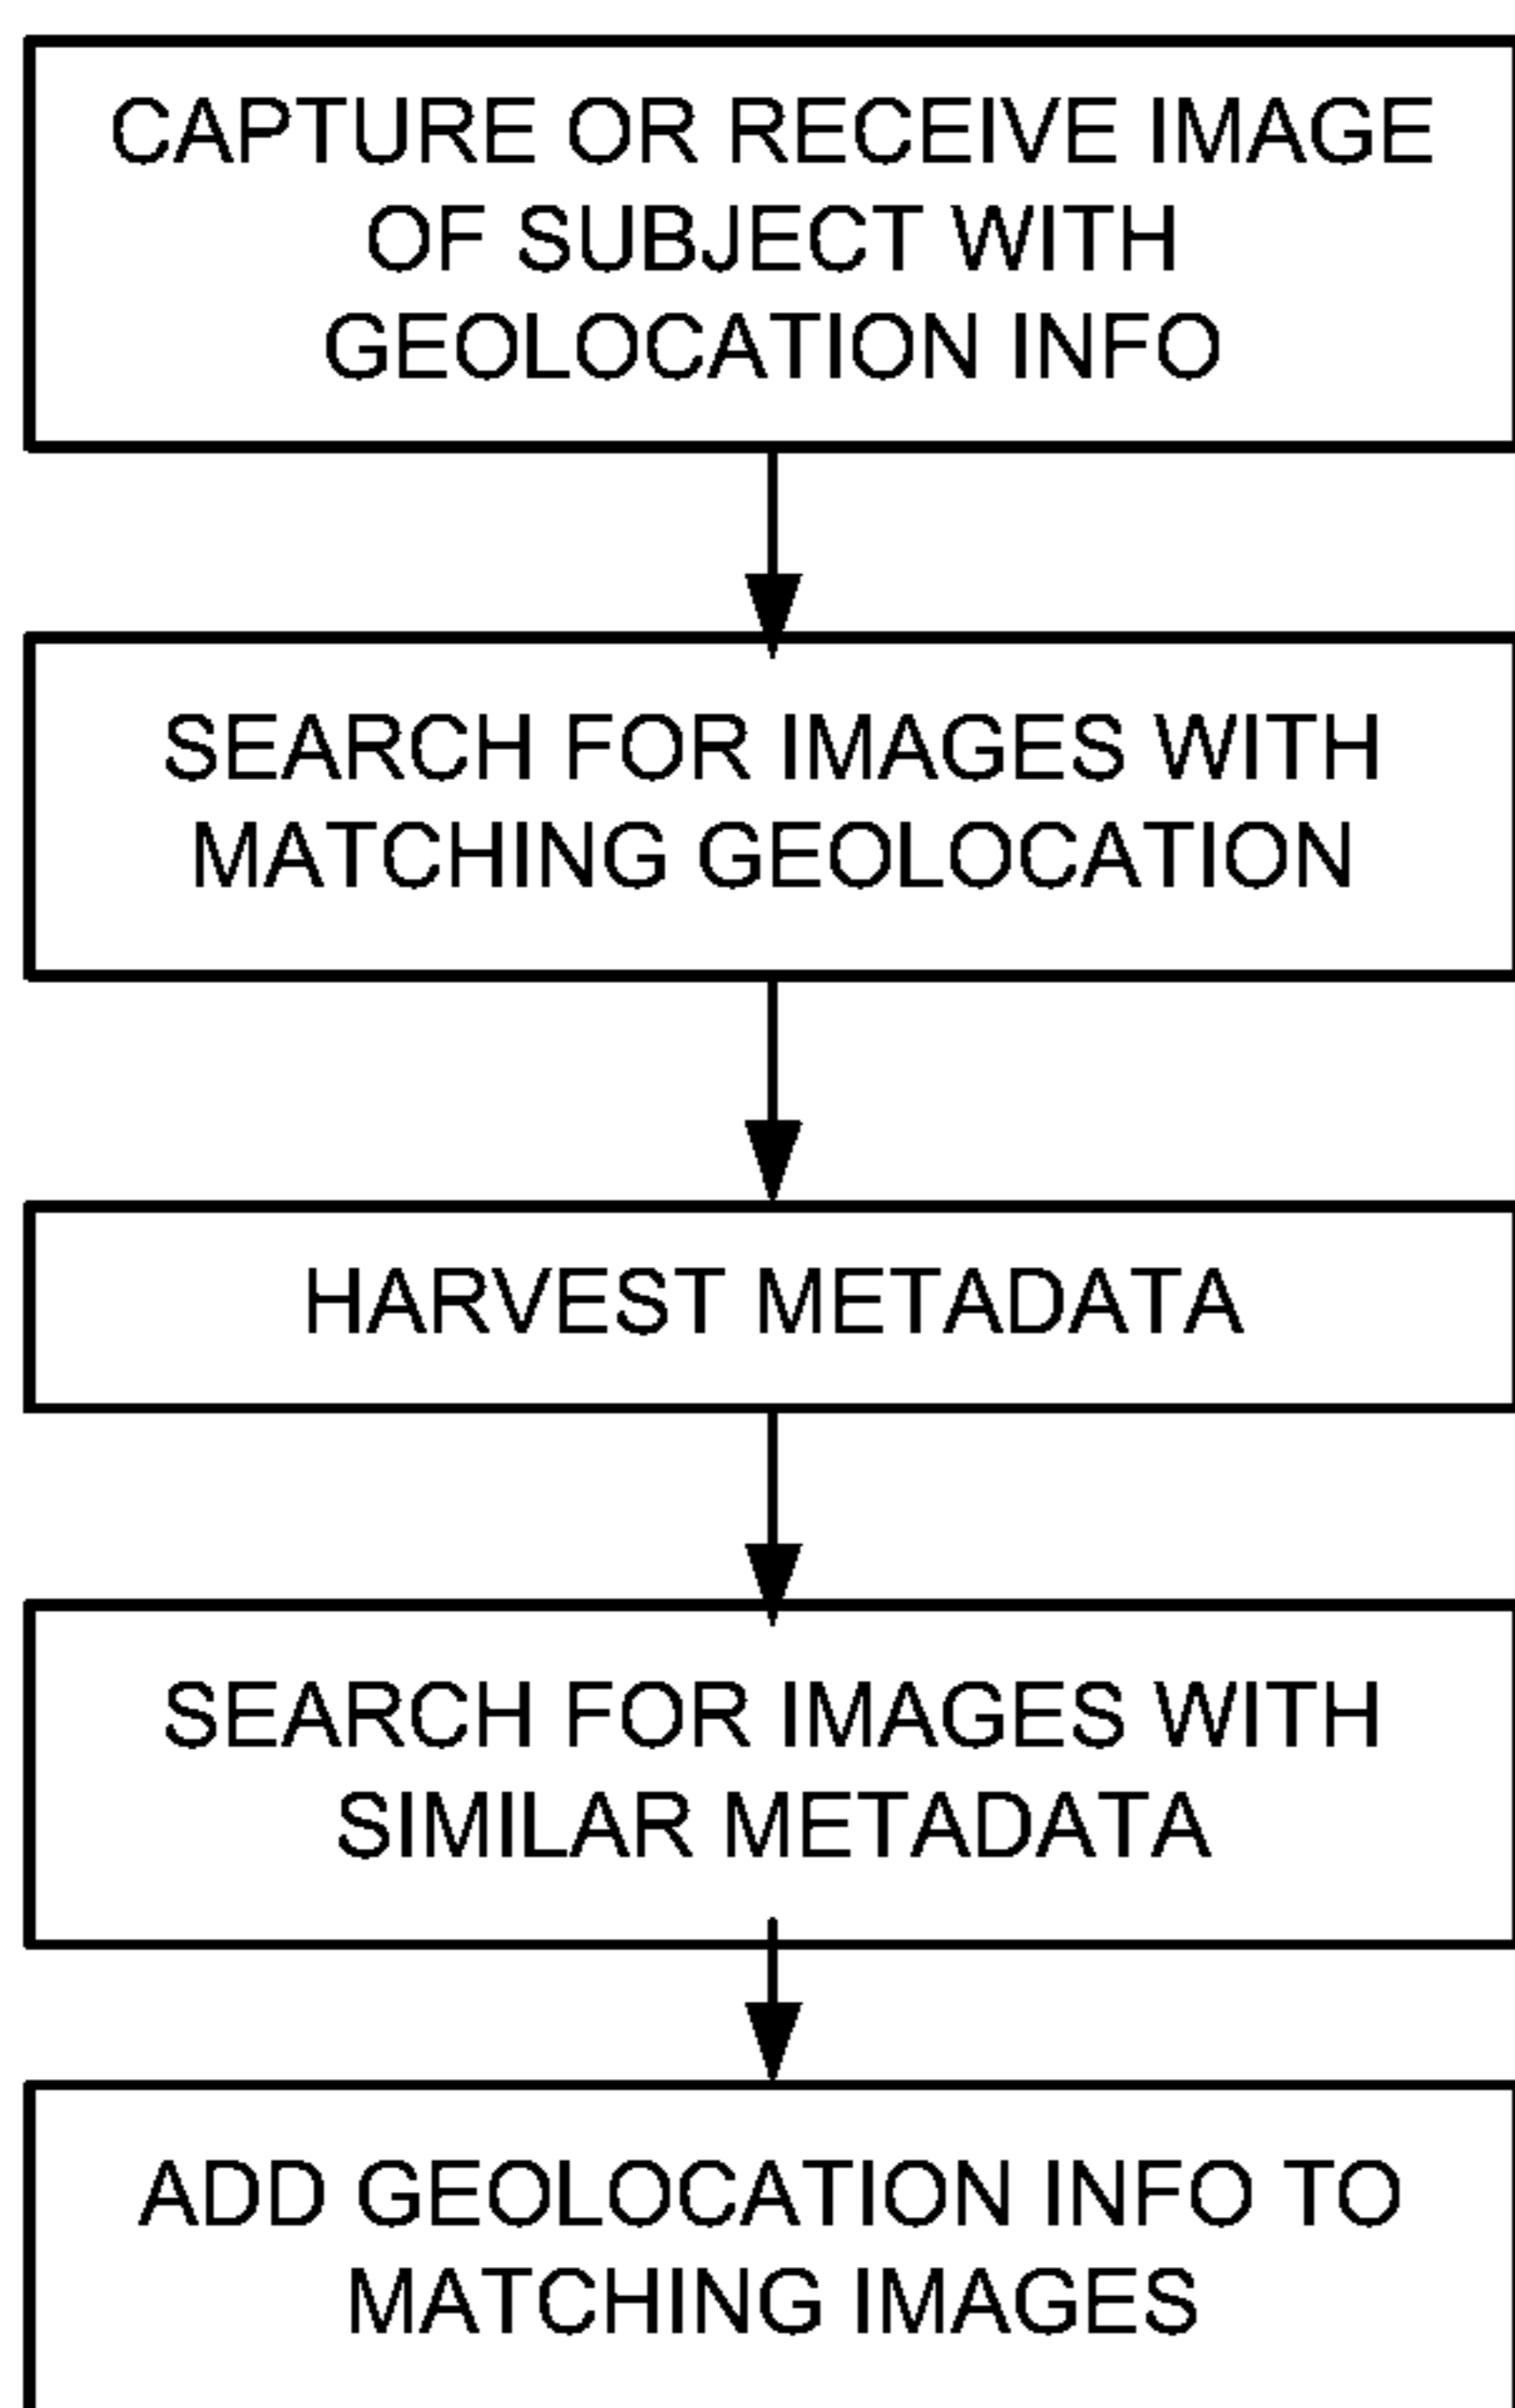 CAPTURE OR RECEIVE IMAGE
OF SUBJECT WITH
GEOLOCATION INFO
SEARCH FOR IMAGES WITH
MATCHING GEOLOCATION
HARVEST METADATA
SEARCH FOR IMAGES WITH
SIMILAR METADATA
ADD GEOLOCATION INFO TO
MATCHING IMAGES